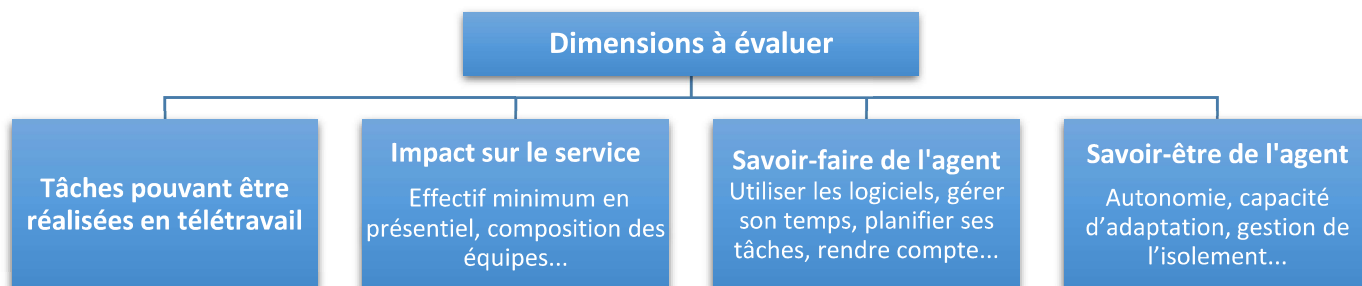 Dimensions à évaluer
Tâches pouvant être
réalisées en télétravail
Impact sur le service
Effectif minimum en
présentiel, composition des
équipes...
Savoir-faire de l'agent
Utiliser les logiciels, gérer
son temps, planifier ses
tâches, rendre compte...
Savoir-être de l'agent
Autonomie, capacité
d’adaptation, gestion de
l’isolement...